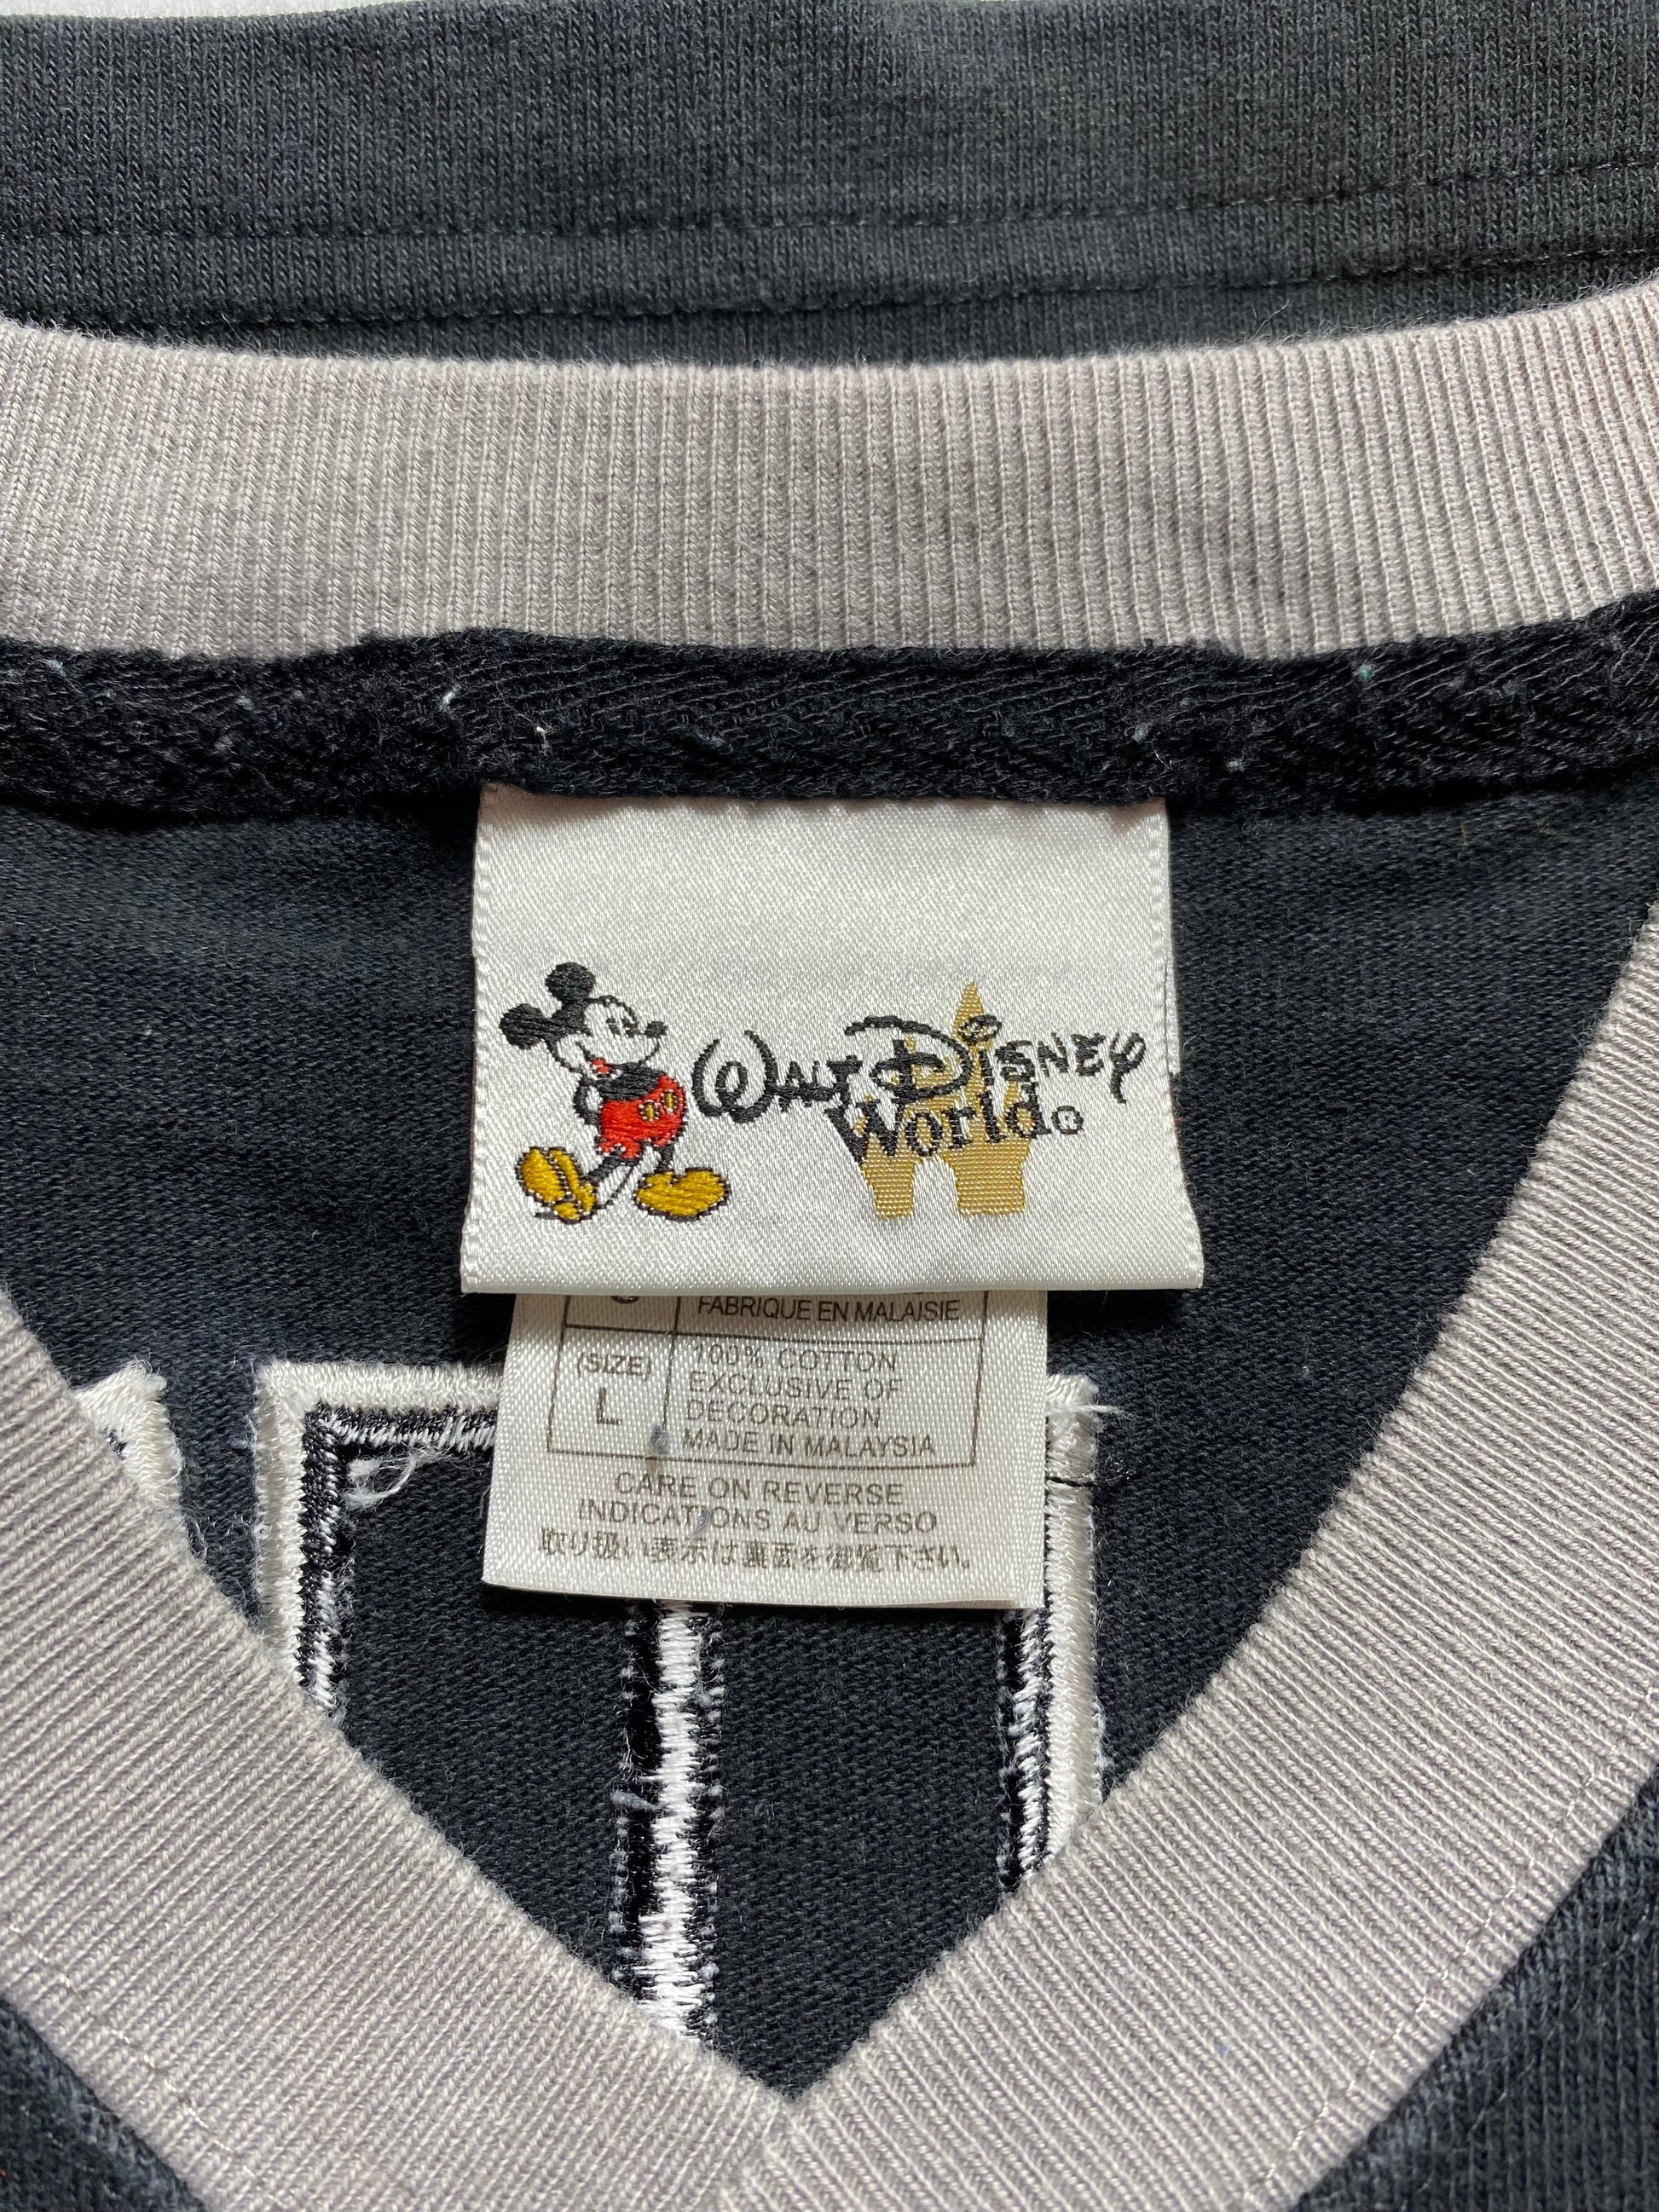 WALT DISNEY
World®
FABRIQUE EN MALAISIE
(SIZE)
L
100% COTTON
EXCLUSIVE OF
DECORATION
MADE IN MALAYSIA
CARE ON REVERSE
INDICATIONS AU VERSO
取り扱い表示は裏面を御覧下さい。